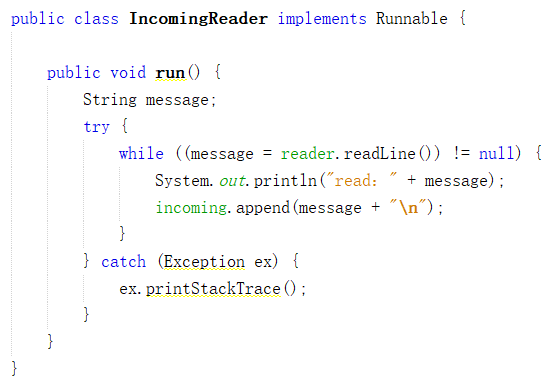 public class IncomingReader implements Runnable {
    public void run() {
        String message;
        try {
            while ((message = reader.readLine()) != null) {
                System.out.println("read: " + message);
                incoming.append(message + "\n");
            }
        } catch (Exception ex) {
            ex.printStackTrace();
        }
    }
}